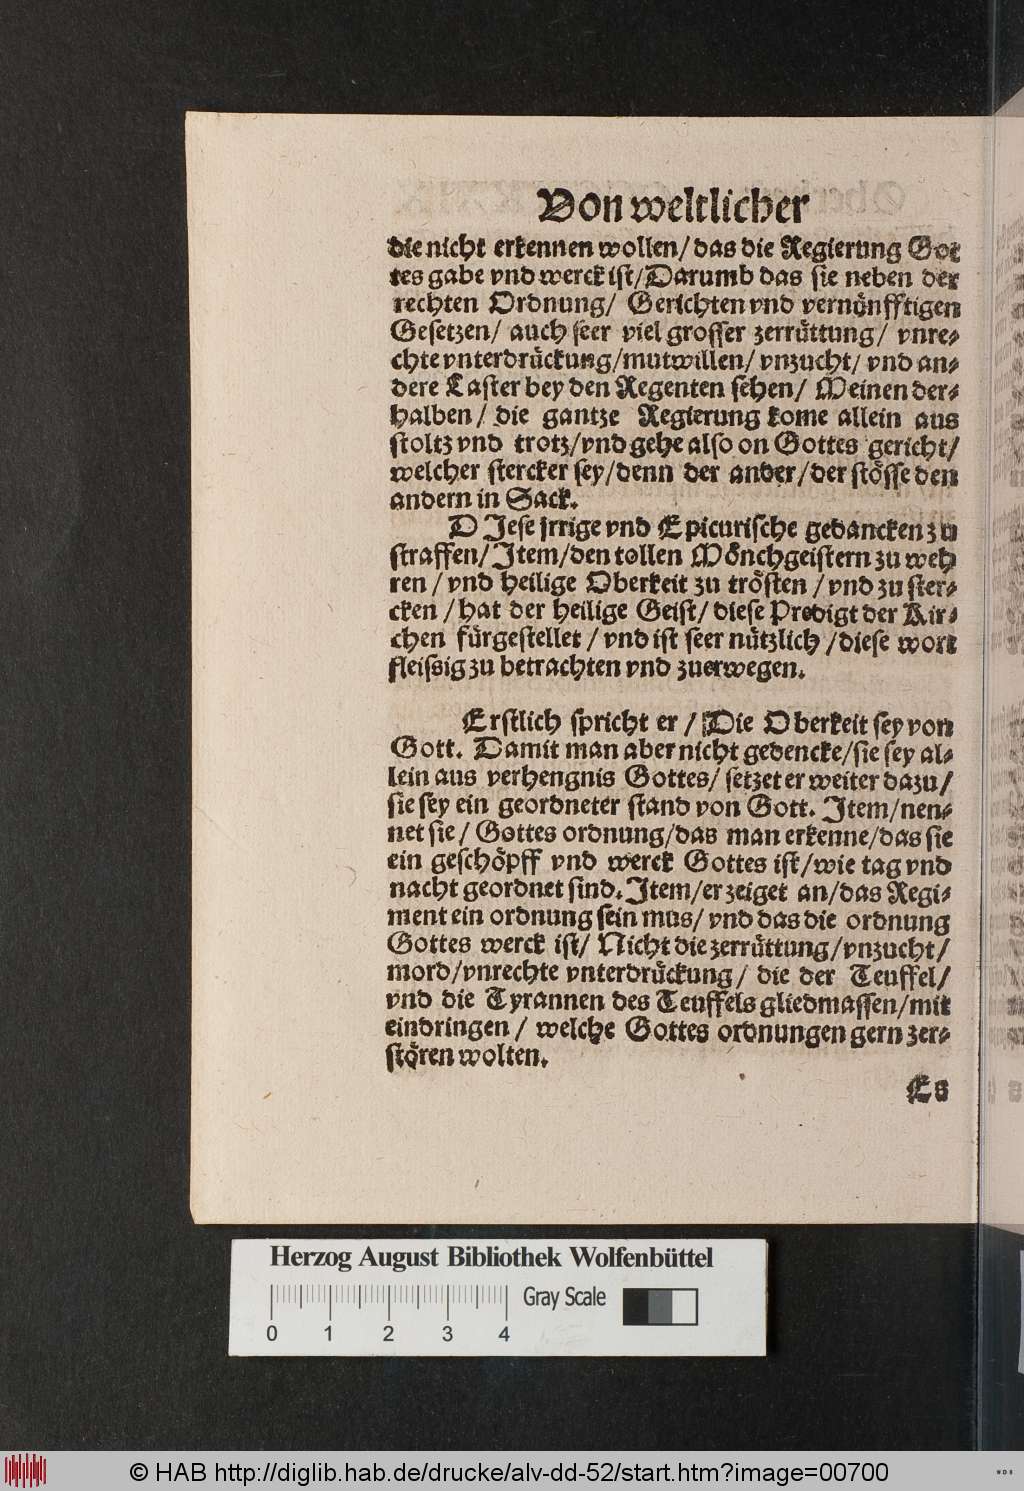 Von weltlicher
die nicht erkennen wollen/ das die Regierung Got
tes gabe vnd werck ist/Darumb das sie neben der
rechten Ordnung/ Gerichten vnd vernünfftigen
Gesetzen/ auch seer viel grosser zerrüttung/ vnre-
chte vnterdrückung/mutwillen/ vnzucht/ vnd an-
dere Laster bey den Regenten sehen/ Meinen der-
halben/ die gantze Regierung kome allein aus
stoltz vnd trotz/vnd gehe also on Gottes gericht/
welcher stercker sey/denn der ander/der stösse den
andern in Sack.
DIese jrrige vnd Epicurische gedancken zu
straffen/Item/den tollen Mönchgeistern zu weh
ren / vnd heilige Oberkeit zu trösten / vnd zu ster-
cken / hat der heilige Geist/ diese Predigt der Kir-
chen fürgestellet / vnd ist seer nützlich /diese wort
fleissig zu betrachten vnd zuerwegen.
Erstlich spricht er / Die Oberkeit sey von
Gott. Damit man aber nicht gedencke/sie sey al-
lein aus verhengnis Gottes/ setzet er weiter dazu/
sie sey ein geordneter stand von Gott. Item/nen-
net sie/ Gottes ordnung/das man erkenne/das sie
ein geschöpff vnd werck Gottes ist/wie tag vnd
nacht geordnet sind. Item/er zeiget an/das Regi-
ment ein ordnung sein mus/ vnd das die ordnung
Gottes werck ist/ Nicht die zerrüttung/vnzucht/
mord/vnrechte vnterdrückung/ die der Teuffel/
vnd die Tyrannen des Teuffels gliedmassen/mit
eindringen / welche Gottes ordnungen gern zer-
stören wolten.
Es
Herzog August Bibliothek Wolfenbüttel
Gray Scale
0 1 2 3 4
© HAB http://diglib.hab.de/drucke/alv-dd-52/start.htm?image=00700